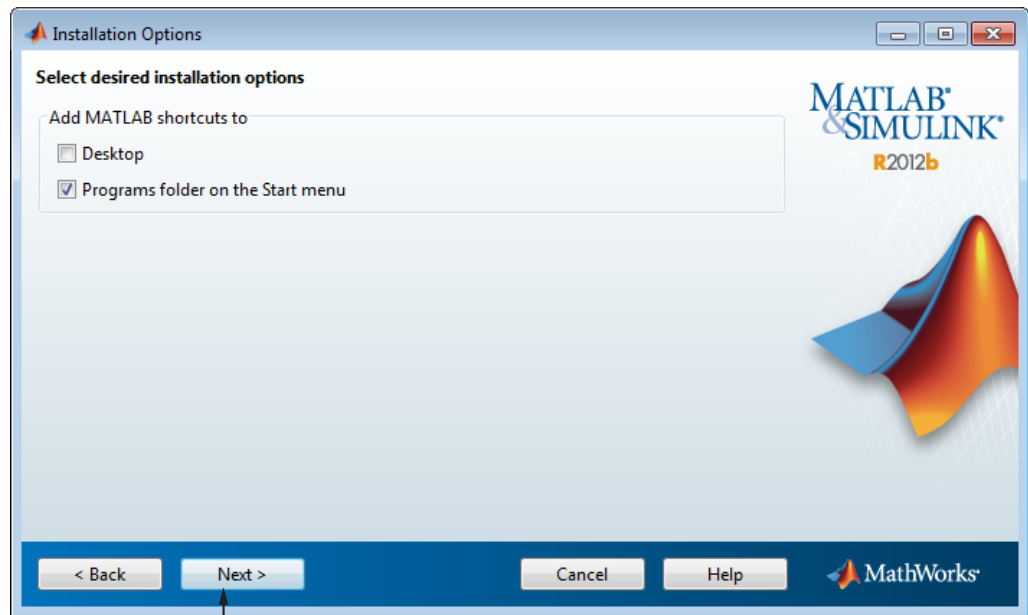 Installation Options
Select desired installation options
Add MATLAB shortcuts to
Desktop
Programs folder on the Start menu
MATLAB®
&SIMULINK®
R2012b
< Back
Next >
Cancel
Help
MathWorks®